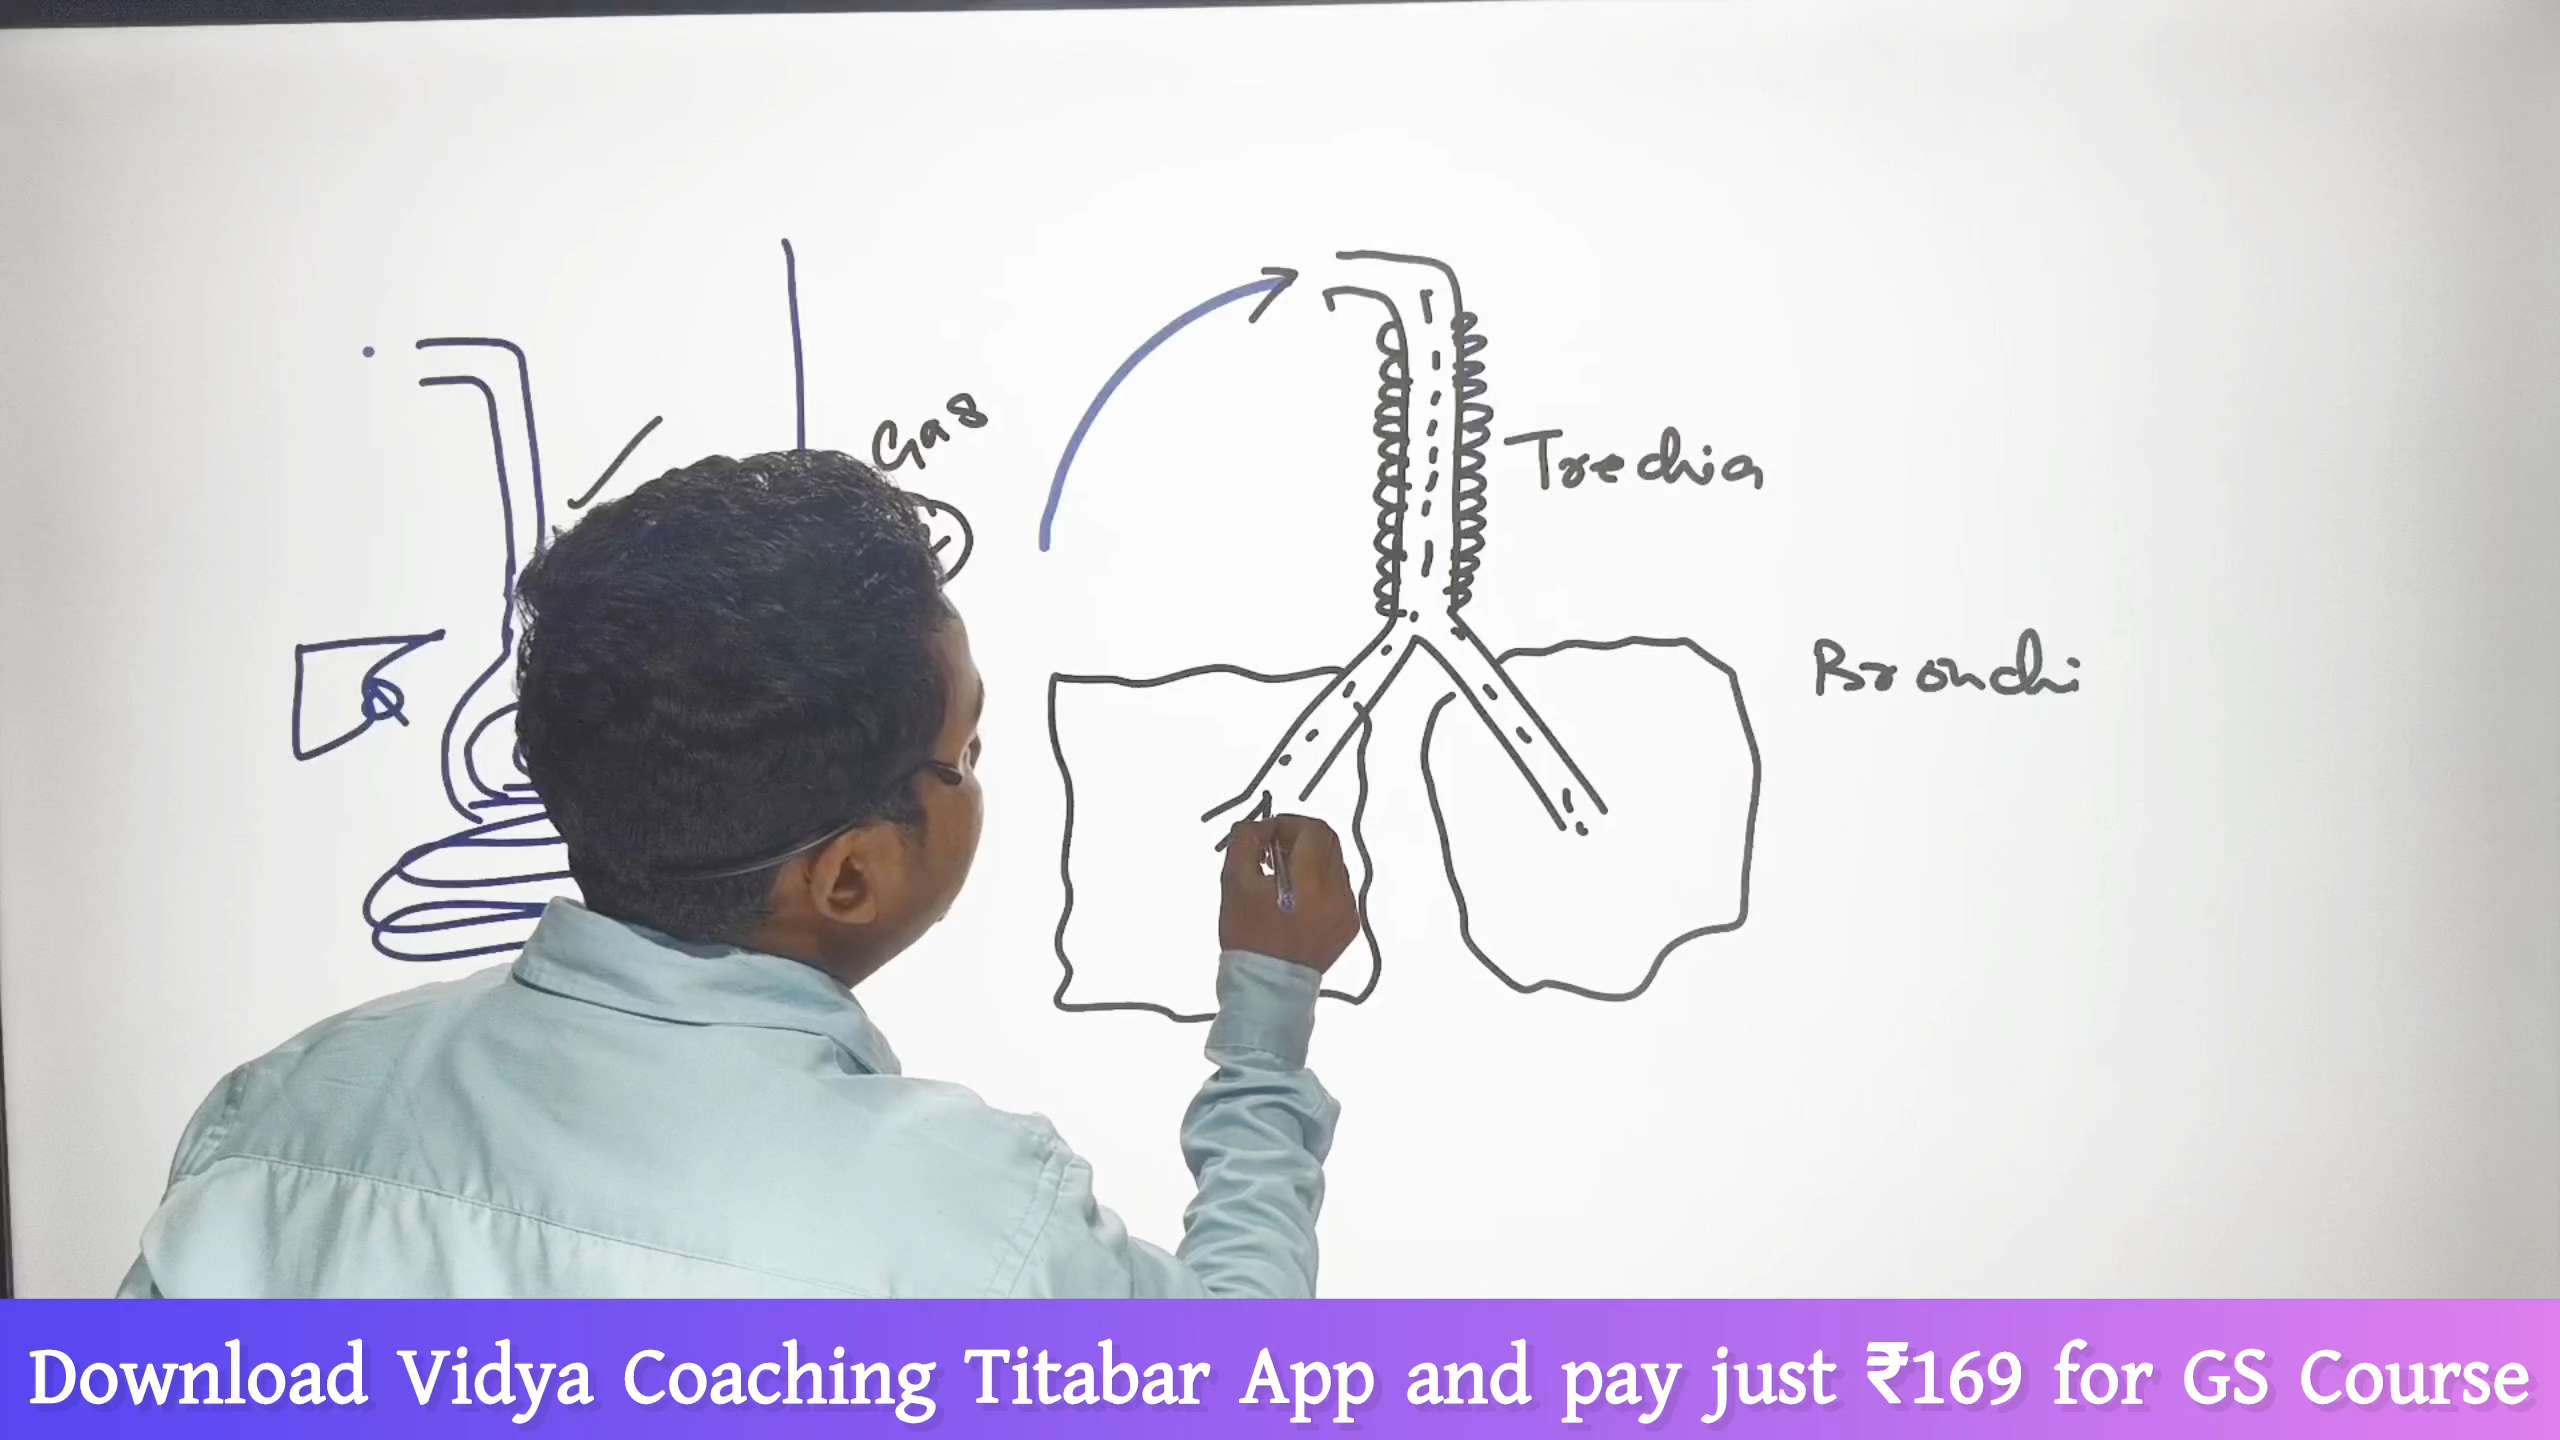 Gas
Trechia
Bronchi
Download Vidya Coaching Titabar App and pay just ₹169 for GS Course